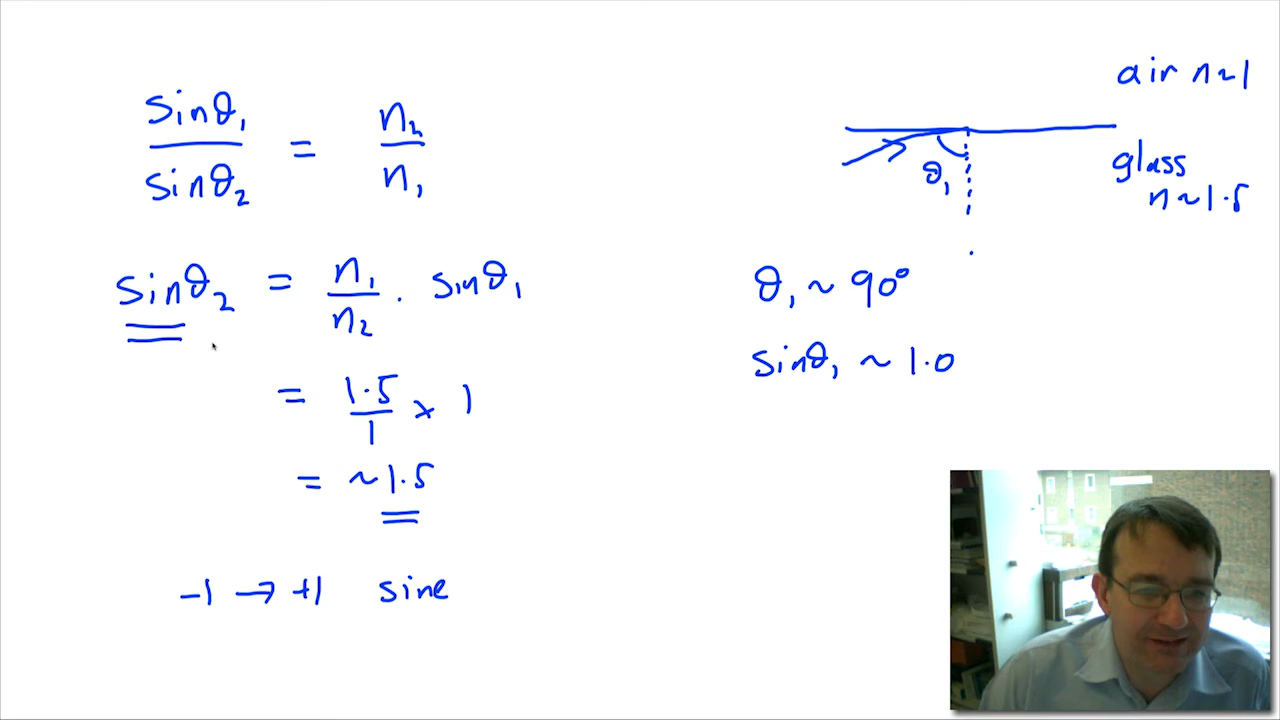 sinθ₁ / sinθ₂ = n₂ / n₁
sinθ₂ = n₁ / n₂ . sinθ₁
= 1.5 / 1 × 1
= ~1.5
-1 → +1 sine
air n~1
glass
n~1.5
θ₁
θ₁ ~ 90°
sinθ₁ ~ 1.0